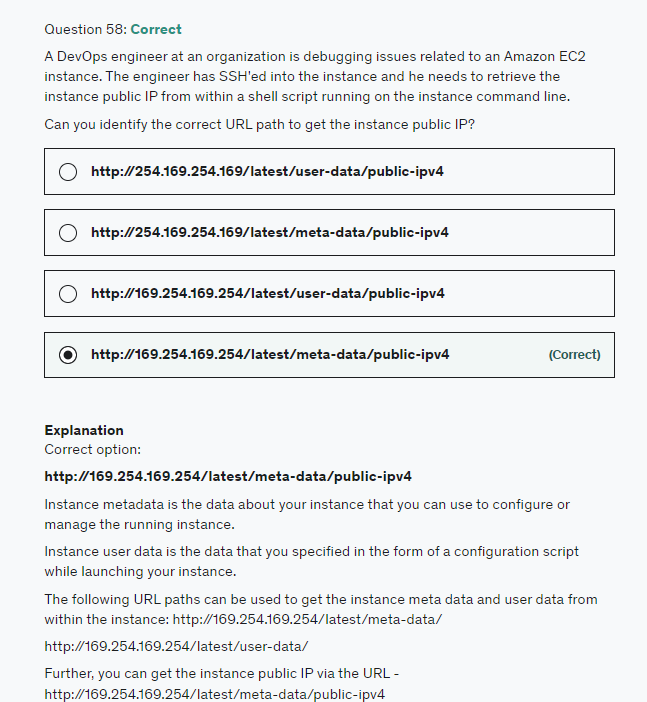 Question 58: Correct
A DevOps engineer at an organization is debugging issues related to an Amazon EC2
instance. The engineer has SSH'ed into the instance and he needs to retrieve the
instance public IP from within a shell script running on the instance command line.
Can you identify the correct URL path to get the instance public IP?
http://254.169.254.169/latest/user-data/public-ipv4
http://254.169.254.169/latest/meta-data/public-ipv4
http://169.254.169.254/latest/user-data/public-ipv4
http://169.254.169.254/latest/meta-data/public-ipv4 (Correct)
Explanation
Correct option:
http://169.254.169.254/latest/meta-data/public-ipv4
Instance metadata is the data about your instance that you can use to configure or
manage the running instance.
Instance user data is the data that you specified in the form of a configuration script
while launching your instance.
The following URL paths can be used to get the instance meta data and user data from
within the instance: http://169.254.169.254/latest/meta-data/
http://169.254.169.254/latest/user-data/
Further, you can get the instance public IP via the URL -
http://169.254.169.254/latest/meta-data/public-ipv4